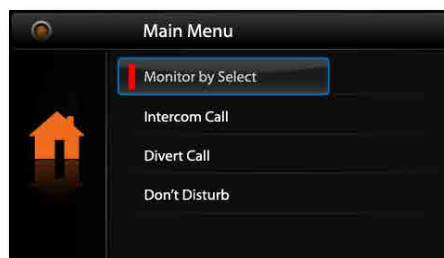 Main Menu
Monitor by Select
Intercom Call
Divert Call
Don't Disturb